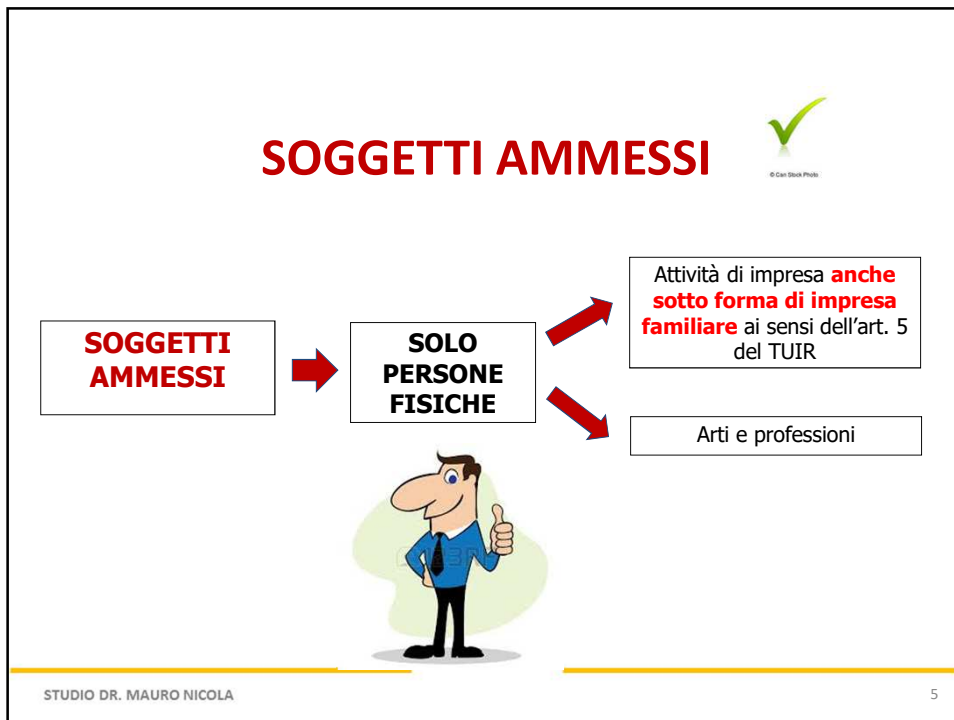 SOGGETTI AMMESSI
© Can Stock Photo
SOGGETTI
AMMESSI
SOLO
PERSONE
FISICHE
Attività di impresa anche
sotto forma di impresa
familiare ai sensi dell'art. 5
del TUIR
Arti e professioni
STUDIO DR. MAURO NICOLA
5